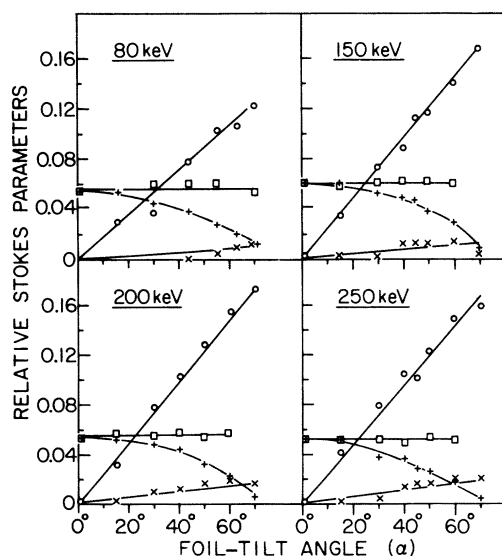 RELATIVE STOKES PARAMETERS
0.16
0.12
0.08
0.04
0
80 keV
150 keV
0.16
0.12
0.08
0.04
0
200 keV
250 keV
0° 20° 40° 60° 0° 20° 40° 60°
FOIL-TILT ANGLE (α)